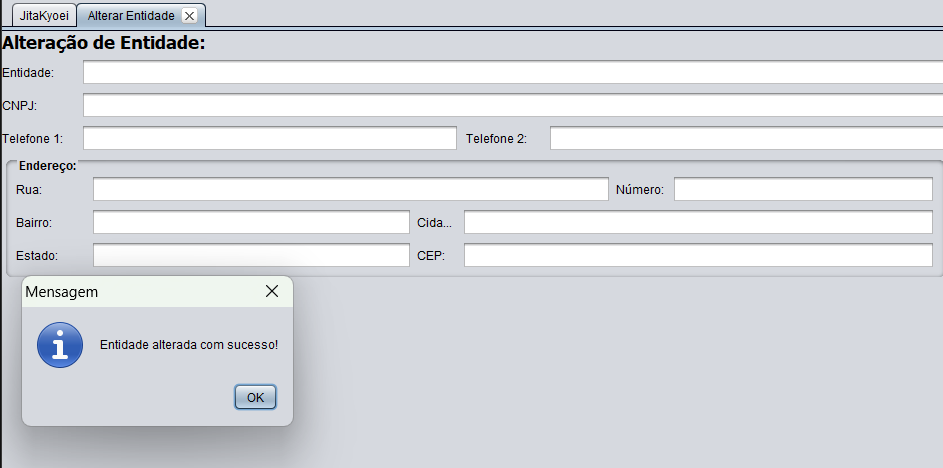 JitaKyoei Alterar Entidade
Alteração de Entidade:
Entidade:
CNPJ:
Telefone 1: Telefone 2:
Endereço:
Rua: Número:
Bairro: Cida...
Estado: CEP:
Mensagem
Entidade alterada com sucesso!
OK